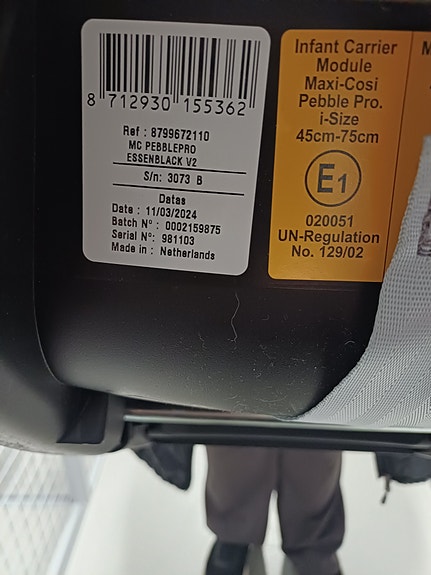 8 712930 155362
Ref : 8799672110
MC PEBBLEPRO
ESSENBLACK V2
S/n: 3073 B
Datas
Date : 11/03/2024
Batch N° : 0002159875
Serial N°: 981103
Made in : Netherlands
Infant Carrier
Module
Maxi-Cosi
Pebble Pro.
i-Size
45cm-75cm
E1
020051
UN-Regulation
No. 129/02